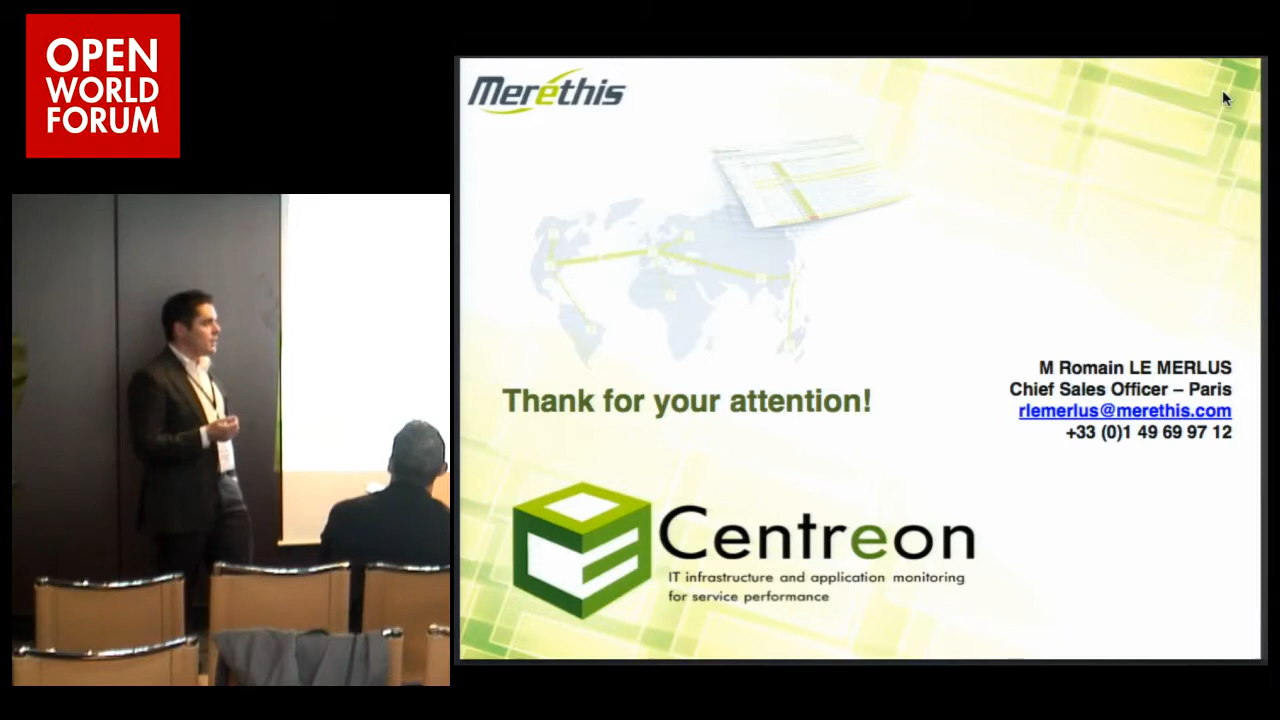 OPEN
WORLD
FORUM
Merethis
Thank for your attention!
M Romain LE MERLUS
Chief Sales Officer – Paris
rlemerlus@merethis.com
+33 (0)1 49 69 97 12
Centreon
IT infrastructure and application monitoring
for service performance